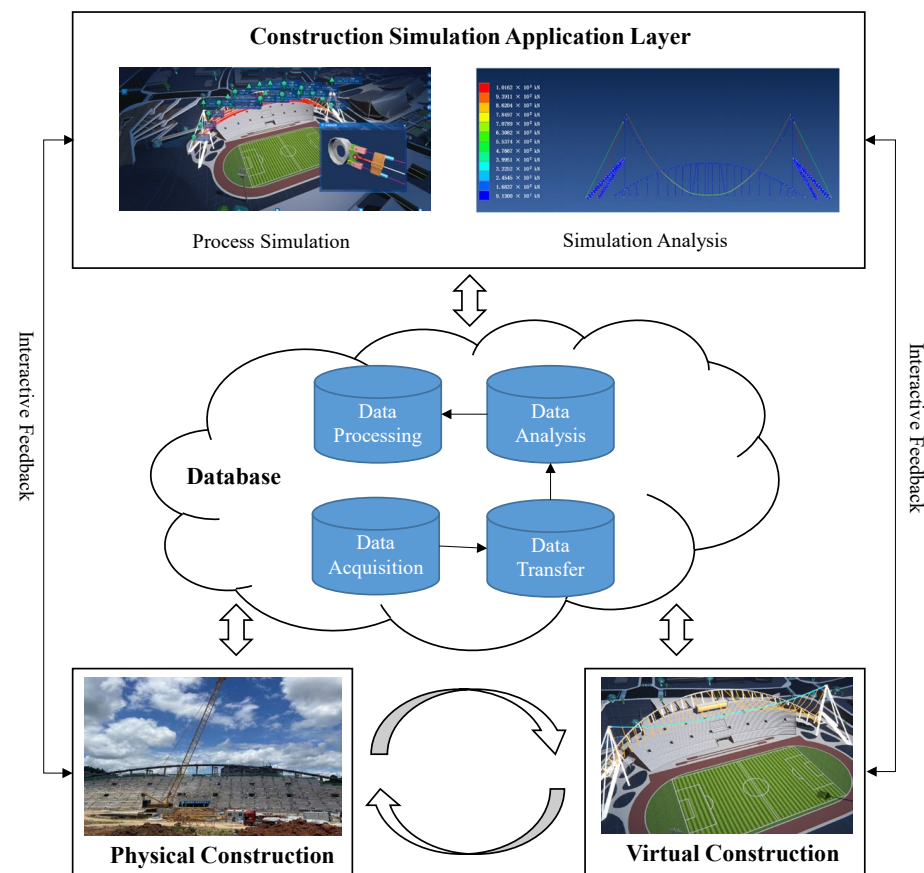 Construction Simulation Application Layer
Process Simulation
Simulation Analysis
Interactive Feedback
Interactive Feedback
Data
Processing
Data
Analysis
Database
Data
Acquisition
Data
Transfer
Physical Construction
Virtual Construction